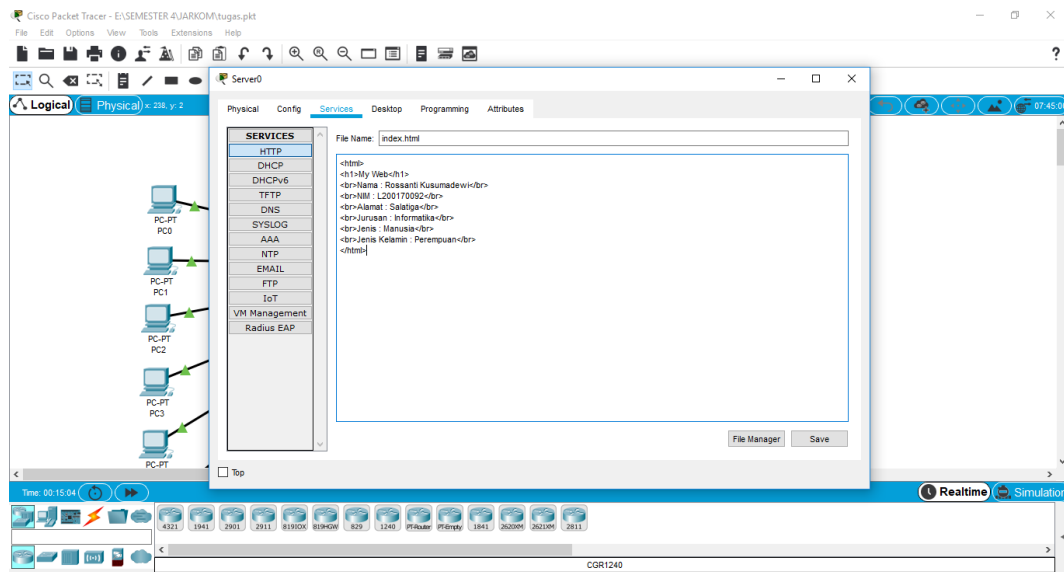 Cisco Packet Tracer - E:\SEMESTER 4\JARKOM\tugas.pkt
File Edit Options View Tools Extensions Help
?
Server0
Logical Physical x: 238, y: 2 07:45:0
Physical Config Services Desktop Programming Attributes
SERVICES
HTTP
DHCP
DHCPv6
TFTP
DNS
SYSLOG
AAA
NTP
EMAIL
FTP
IoT
VM Management
Radius EAP
File Name: index.html
<html>
<h1>My Web</h1>
<br>Nama : Rossanti Kusumadewi</br>
<br>NIM : L200170092</br>
<br>Alamat : Salatiga</br>
<br>Jurusan : Informatika</br>
<br>Jenis : Manusia</br>
<br>Jenis Kelamin : Perempuan</br>
</html>
File Manager Save
Top
PC-PT
PC0
PC-PT
PC1
PC-PT
PC2
PC-PT
PC3
PC-PT
Time: 00:15:04 Realtime Simulation
4321 1941 2901 2911 819IOX 819HGW 829 1240 PT-Router PT-Empty 1841 2620XM 2621XM 2811
CGR1240